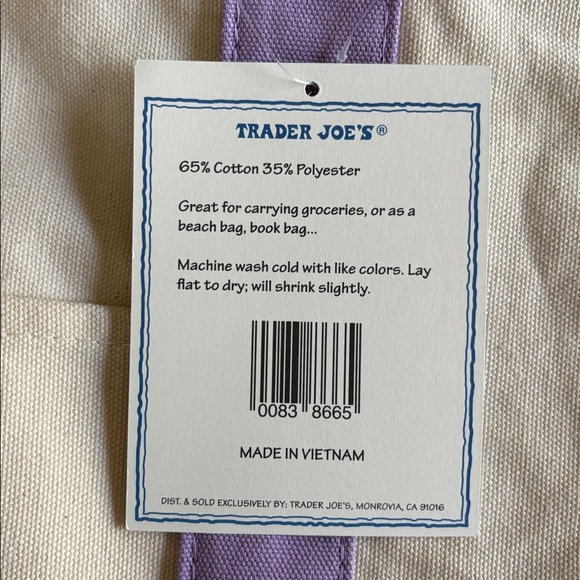 TRADER JOE'S®
65% Cotton 35% Polyester
Great for carrying groceries, or as a
beach bag, book bag...
Machine wash cold with like colors. Lay
flat to dry; will shrink slightly.
0083 8665
MADE IN VIETNAM
DIST. & SOLD EXCLUSIVELY BY: TRADER JOE'S, MONROVIA, CA 91016